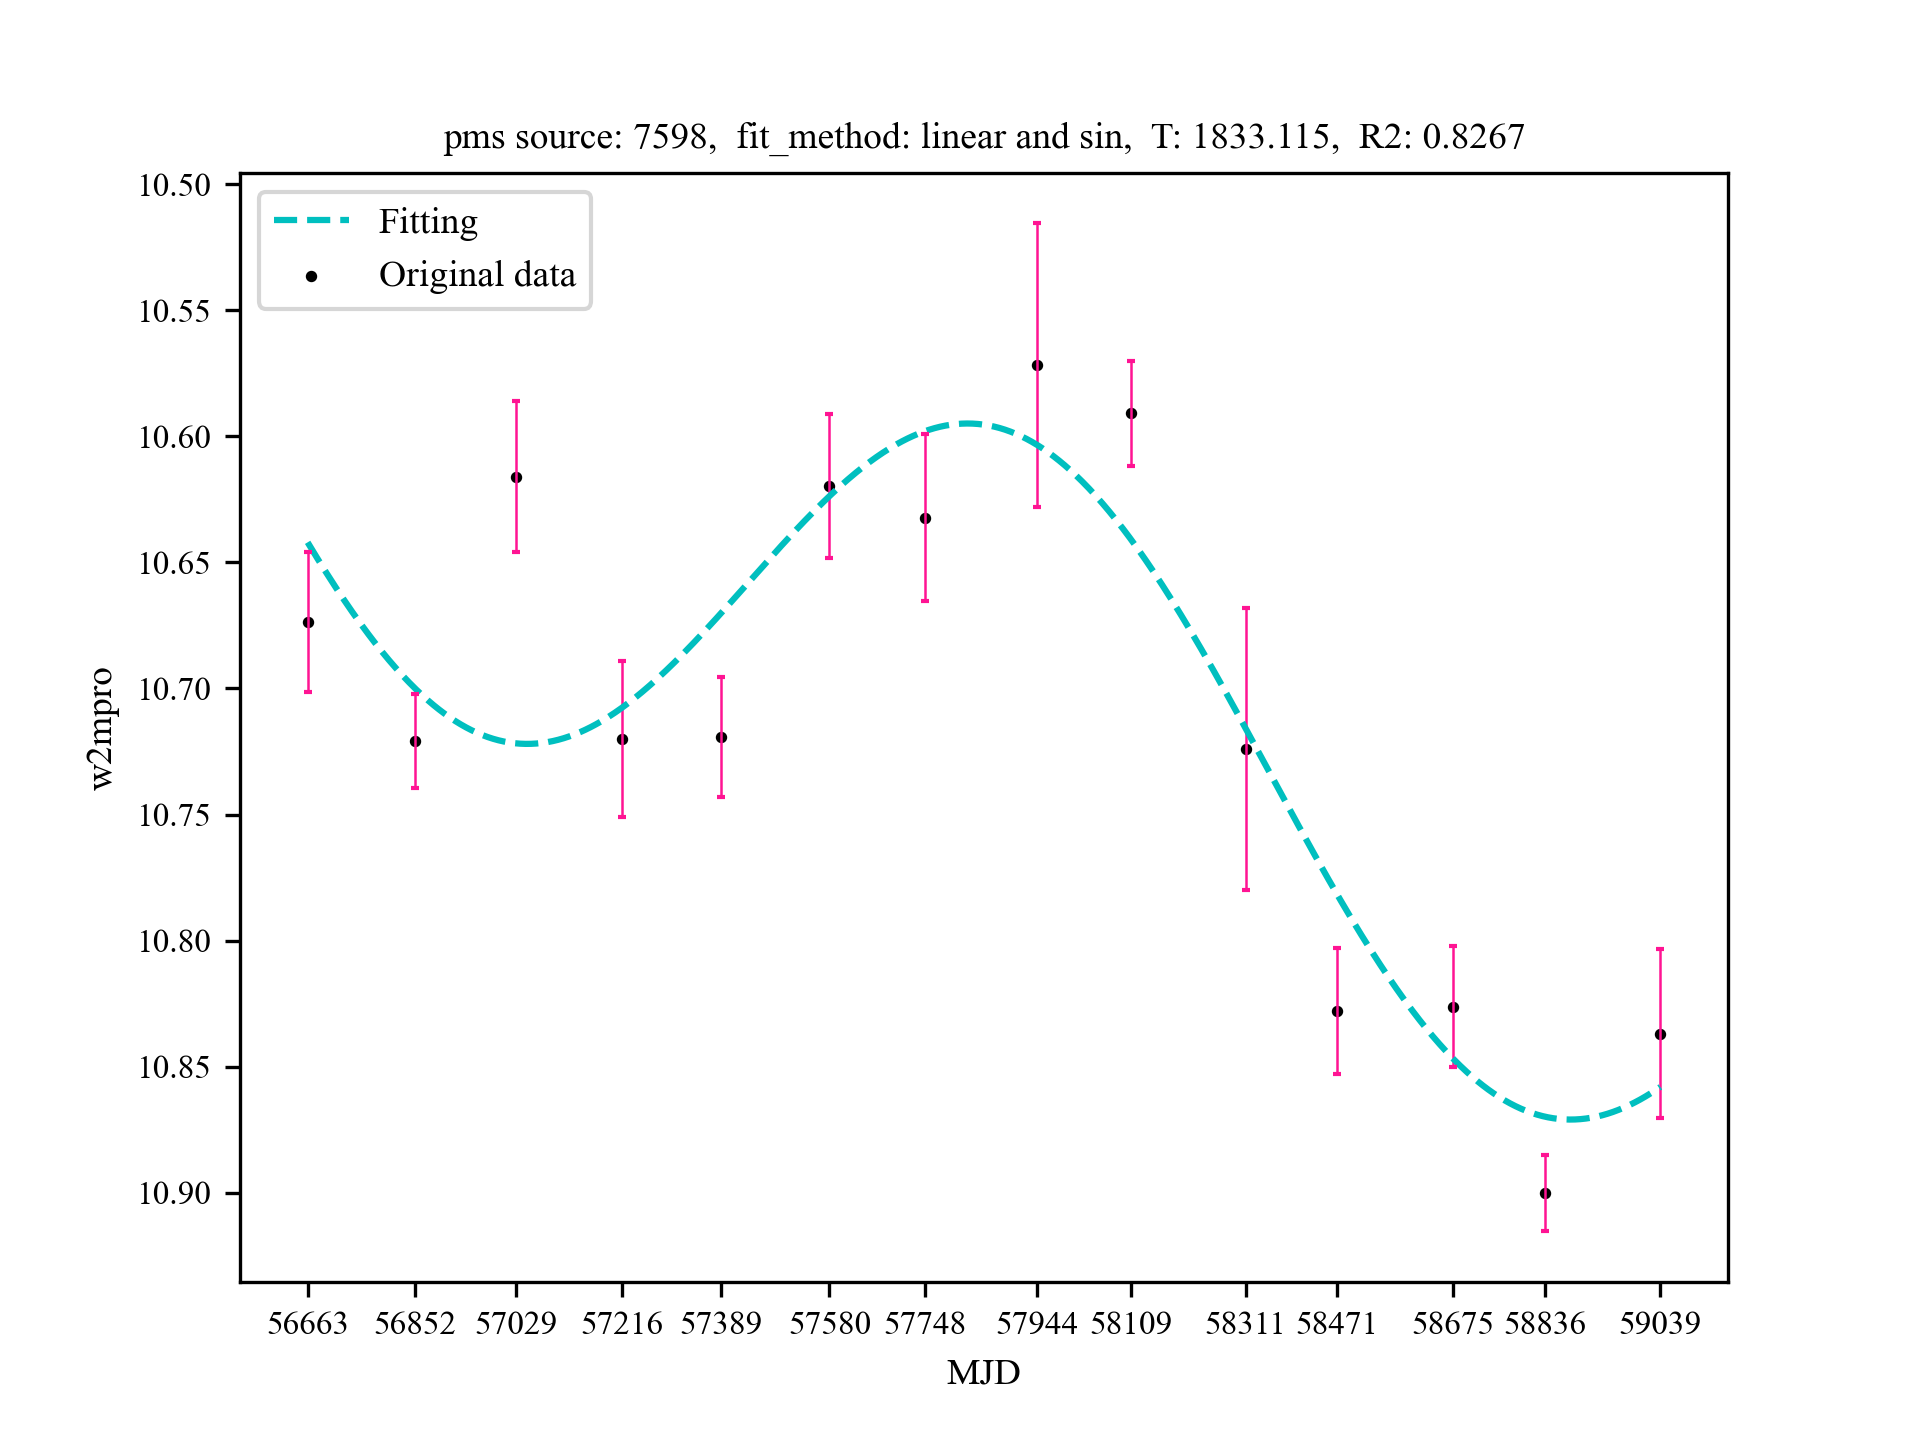 pms source: 7598,  fit_method: linear and sin,  T: 1833.115,  R2: 0.8267
Fitting
Original data
10.50
10.55
10.60
10.65
10.70
10.75
10.80
10.85
10.90
w2mpro
56663 56852 57029 57216 57389 57580 57748 57944 58109 58311 58471 58675 58836 59039
MJD